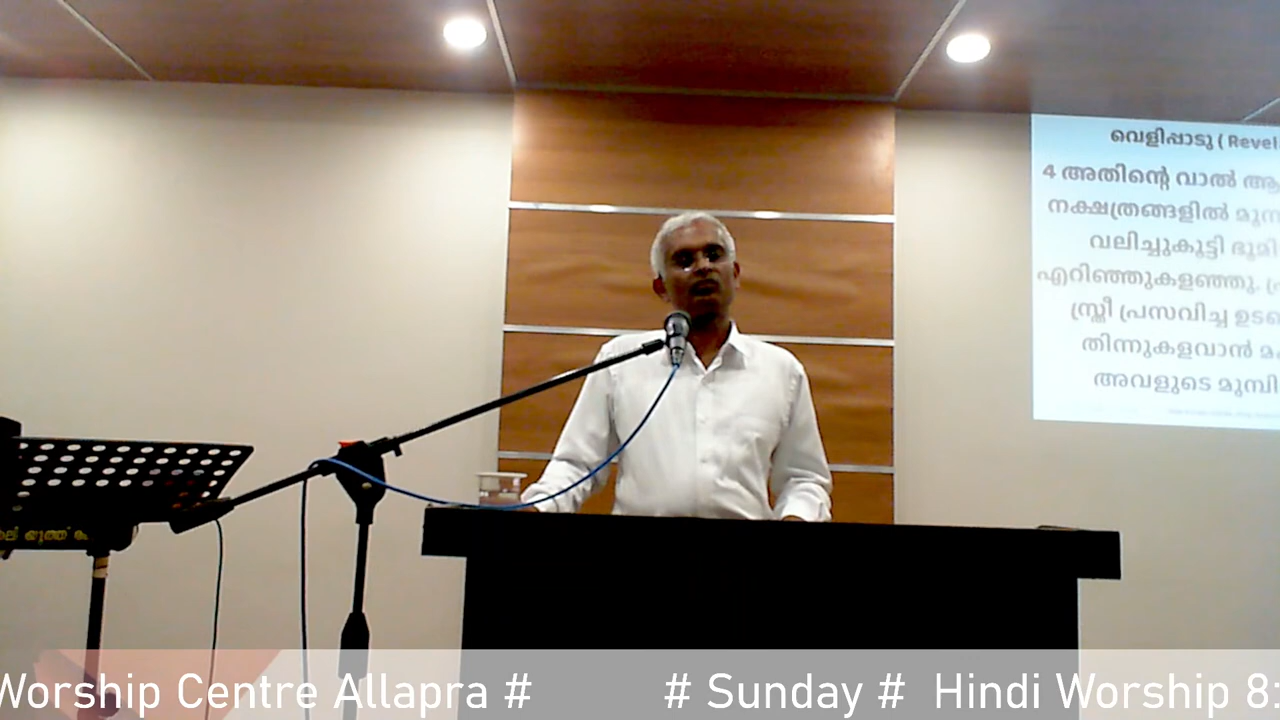 വെളിപ്പാടു ( Revel
4 അതിന്റെ വാൽ ആ
നക്ഷത്രങ്ങളിൽ മൂന്ന
വലിച്ചുകൂട്ടി ഭൂമി
എറിഞ്ഞുകളഞ്ഞു.
സ്ത്രീ പ്രസവിച്ച ഉട
തിന്നുകളവാൻ മ
അവളുടെ മുമ്പി
Worship Centre Allapra # # Sunday # Hindi Worship 8: